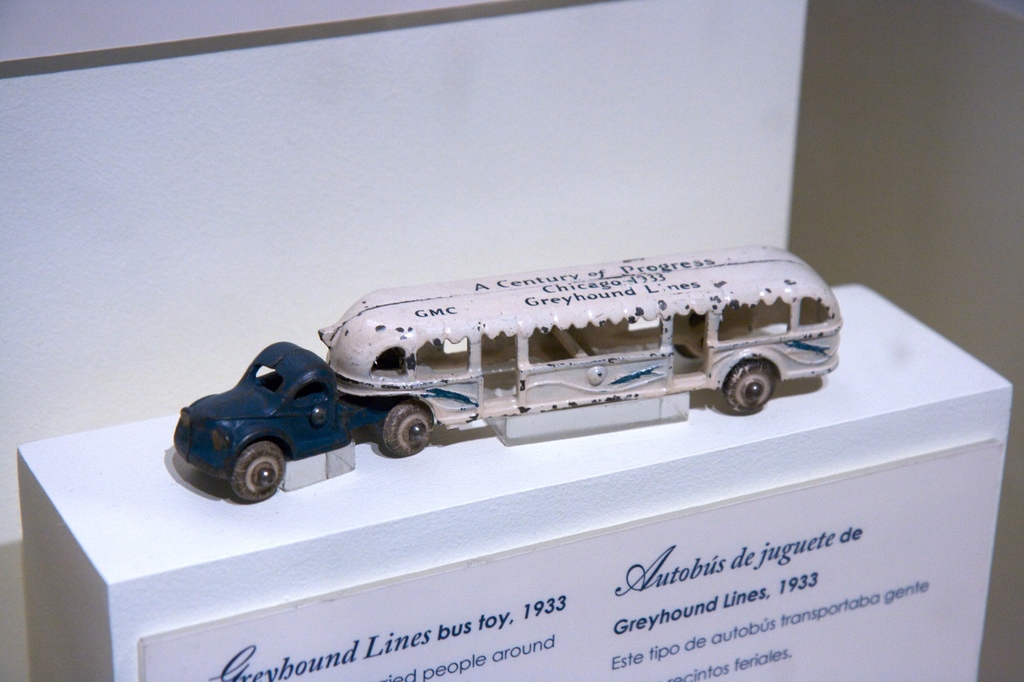 A Century of Progress
Chicago 1933
GMC Greyhound Lines
Greyhound Lines bus toy, 1933
people around
Autobús de juguete de
Greyhound Lines, 1933
Este tipo de autobús transportaba gente
recintos feriales.